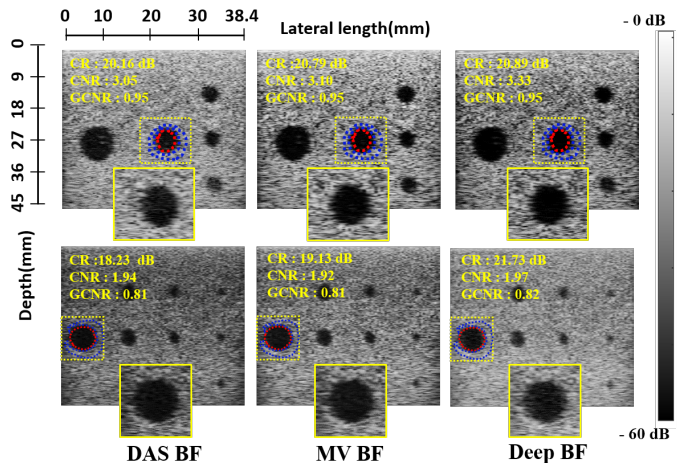 0 10 20 30 38.4 Lateral length(mm)
- 0 dB
0
9
18
27
36
45
Depth(mm)
CR : 20.16 dB
CNR : 3.05
GCNR : 0.95
CR :20.79 dB
CNR : 3.10
GCNR : 0.95
CR :20.89 dB
CNR : 3.33
GCNR : 0.95
CR :18.23 dB
CNR : 1.94
GCNR : 0.81
CR : 19.13 dB
CNR : 1.92
GCNR : 0.81
CR : 21.73 dB
CNR : 1.97
GCNR : 0.82
- 60 dB
DAS BF
MV BF
Deep BF